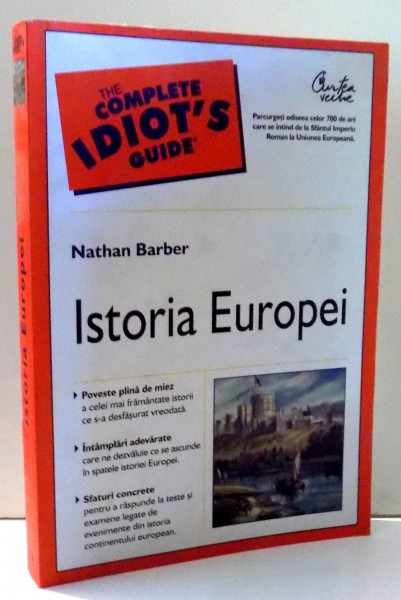 THE
COMPLETE
IDIOT'S
GUIDE®
Curtea
veche
Parcurgeți odiseea celor 700 de ani
care se întind de la Sfântul Imperiu
Roman la Uniunea Europeană.
Nathan Barber
Istoria Europei
Poveste plină de miez
a celei mai frământate istorii
ce s-a desfășurat vreodată.
Întâmplări adevărate
care ne dezvăluie ce se ascunde
în spatele istoriei Europei.
Sfaturi concrete
pentru a răspunde la teste și
examene legate de
evenimente din istoria
continentului european.
Istoria Europei